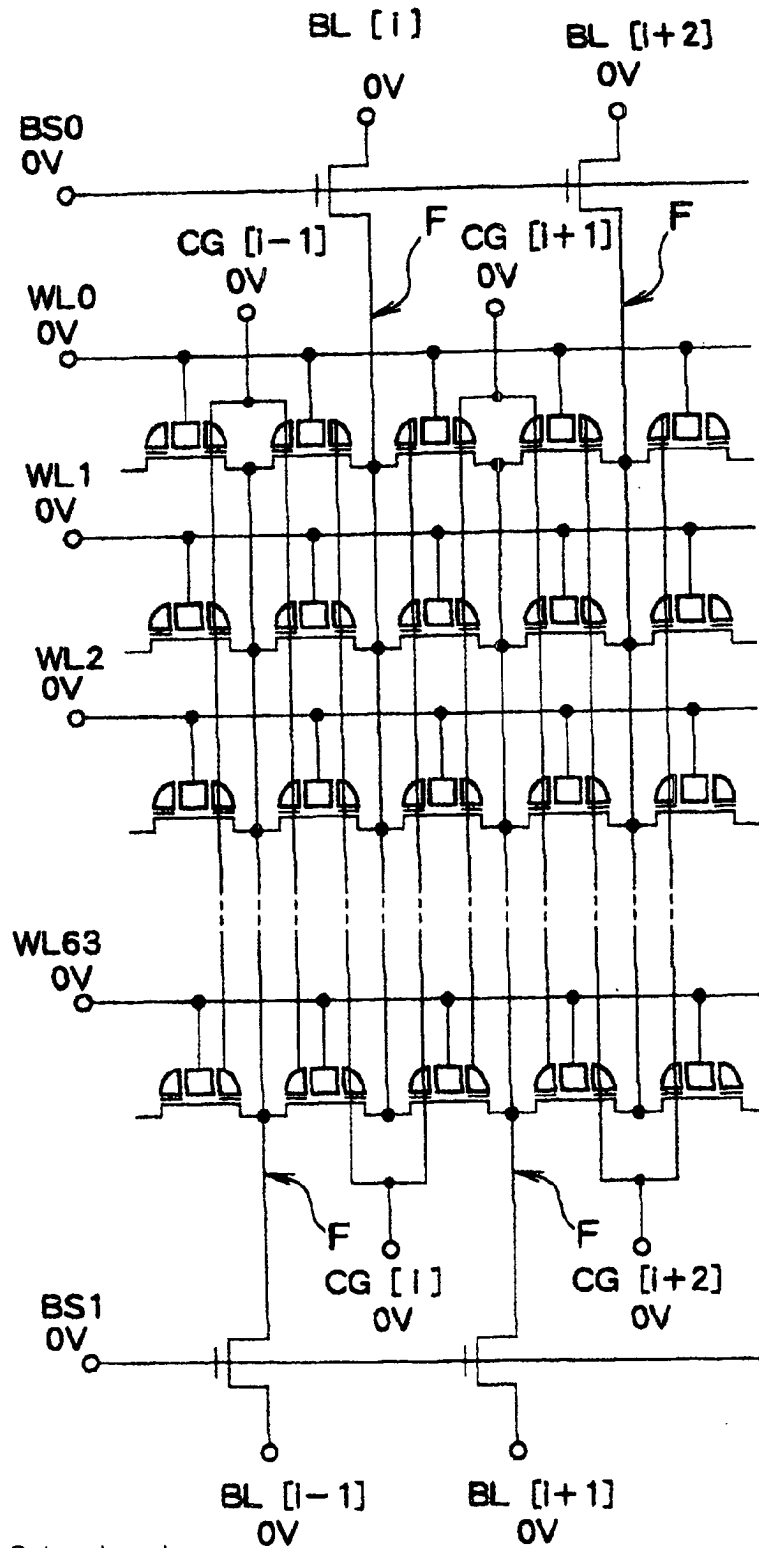 BL [i]
BL [i+2]
0V
0V
BS0
0V
F
F
CG [i-1]
CG [i+1]
0V
0V
WL0
0V
WL1
0V
WL2
0V
WL63
0V
F
F
CG [i]
CG [i+2]
0V
0V
BS1
0V
BL [i-1]
BL [i+1]
0V
0V